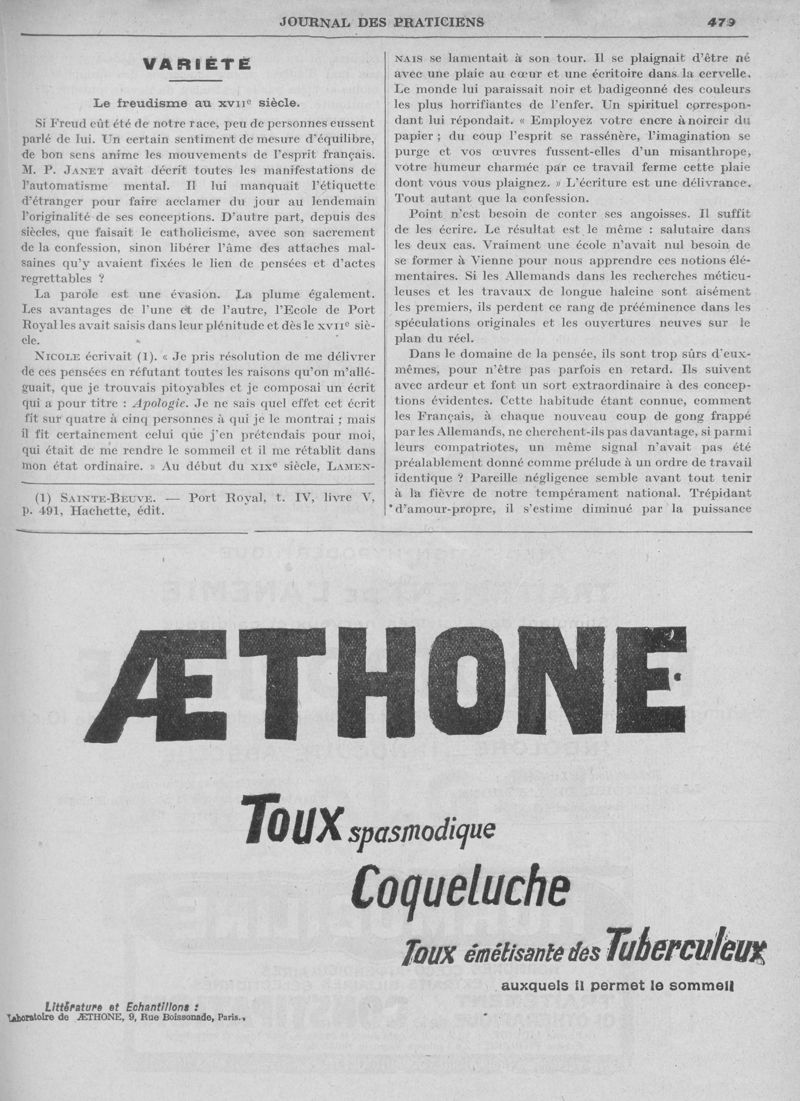 JOURNAL DES PRATICIENS 479
VARIÉTÉ
Le freudisme au XVIIe siècle.
Si Freud eût été de notre race, peu de personnes eussent
parlé de lui. Un certain sentiment de mesure d'équilibre,
de bon sens anime les mouvements de l'esprit français.
M. P. JANET avait décrit toutes les manifestations de
l'automatisme mental. Il lui manquait l'étiquette
d'étranger pour faire acclamer du jour au lendemain
l'originalité de ses conceptions. D'autre part, depuis des
siècles, que faisait le catholicisme, avec son sacrement
de la confession, sinon libérer l'âme des attaches mal-
saines qu'y avaient fixées le lien de pensées et d'actes
regrettables ?
La parole est une évasion. La plume également.
Les avantages de l'une et de l'autre, l'Ecole de Port
Royal les avait saisis dans leur plénitude et dès le XVIIe siè-
cle.
NICOLE écrivait (1). « Je pris résolution de me délivrer
de ces pensées en réfutant toutes les raisons qu'on m'allé-
guait, que je trouvais pitoyables et je composai un écrit
qui a pour titre : Apologie. Je ne sais quel effet cet écrit
fit sur quatre à cinq personnes à qui je le montrai ; mais
il fit certainement celui que j'en prétendais pour moi,
qui était de me rendre le sommeil et il me rétablit dans
mon état ordinaire. » Au début du XIXe siècle, LAMEN-
(1) SAINTE-BEUVE. — Port Royal, t. IV, livre V,
p. 491, Hachette, édit.
NAIS se lamentait à son tour. Il se plaignait d'être né
avec une plaie au cœur et une écritoire dans la cervelle.
Le monde lui paraissait noir et badigeonné des couleurs
les plus horrifiantes de l'enfer. Un spirituel correspon-
dant lui répondait. « Employez votre encre à noircir du
papier ; du coup l'esprit se rassénère, l'imagination se
purge et vos œuvres fussent-elles d'un misanthrope,
votre humeur charmée par ce travail ferme cette plaie
dont vous vous plaignez. » L'écriture est une délivrance.
Tout autant que la confession.
Point n'est besoin de conter ses angoisses. Il suffit
de les écrire. Le résultat est le même : salutaire dans
les deux cas. Vraiment une école n'avait nul besoin de
se former à Vienne pour nous apprendre ces notions élé-
mentaires. Si les Allemands dans les recherches méticu-
leuses et les travaux de longue haleine sont aisément
les premiers, ils perdent ce rang de prééminence dans les
spéculations originales et les ouvertures neuves sur le
plan du réel.
Dans le domaine de la pensée, ils sont trop sûrs d'eux-
mêmes, pour n'être pas parfois en retard. Ils suivent
avec ardeur et font un sort extraordinaire à des concep-
tions évidentes. Cette habitude étant connue, comment
les Français, à chaque nouveau coup de gong frappé
par les Allemands, ne cherchent-ils pas davantage, si parmi
leurs compatriotes, un même signal n'avait pas été
préalablement donné comme prélude à un ordre de travail
identique ? Pareille négligence semble avant tout tenir
à la fièvre de notre tempérament national. Trépidant
d'amour-propre, il s'estime diminué par la puissance
ÆTHONE
Toux spasmodique
Coqueluche
Toux émétisante des Tuberculeux
auxquels il permet le sommeil
Littérature et Echantillons :
Laboratoire de ÆTHONE, 9, Rue Boissonade, Paris.